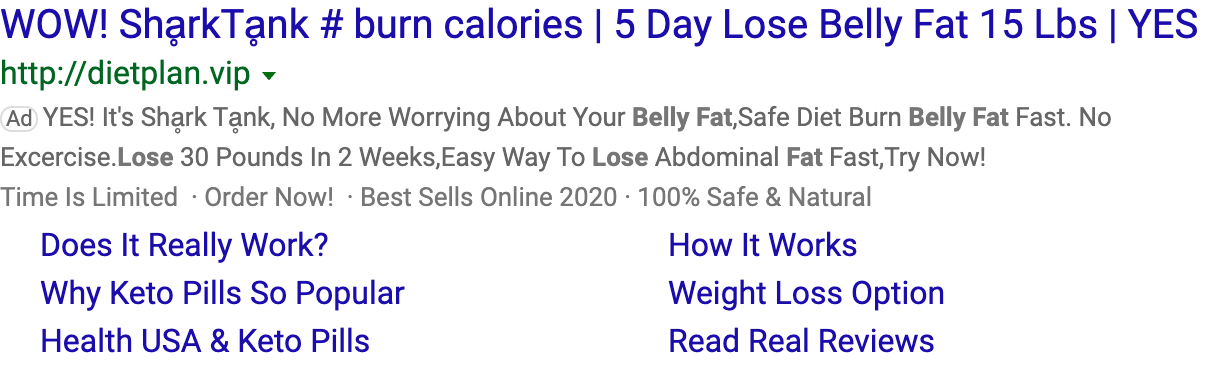 WOW! Shḁrk Tḁnk # burn calories | 5 Day Lose Belly Fat 15 Lbs | YES
http://dietplan.vip
Ad YES! It's Shḁrk Tḁnk, No More Worrying About Your Belly Fat,Safe Diet Burn Belly Fat Fast. No
Excercise.Lose 30 Pounds In 2 Weeks,Easy Way To Lose Abdominal Fat Fast,Try Now!
Time Is Limited · Order Now! · Best Sells Online 2020 · 100% Safe & Natural
Does It Really Work? How It Works
Why Keto Pills So Popular Weight Loss Option
Health USA & Keto Pills Read Real Reviews